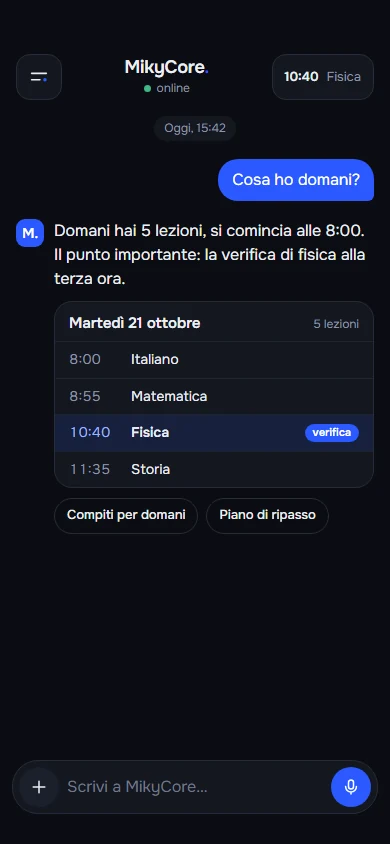 MikyCore.
online
10:40 Fisica
Oggi, 15:42
Cosa ho domani?
M.
Domani hai 5 lezioni, si comincia alle 8:00.
Il punto importante: la verifica di fisica alla
terza ora.
Martedì 21 ottobre 5 lezioni
8:00 Italiano
8:55 Matematica
10:40 Fisica verifica
11:35 Storia
Compiti per domani Piano di ripasso
Scrivi a MikyCore...